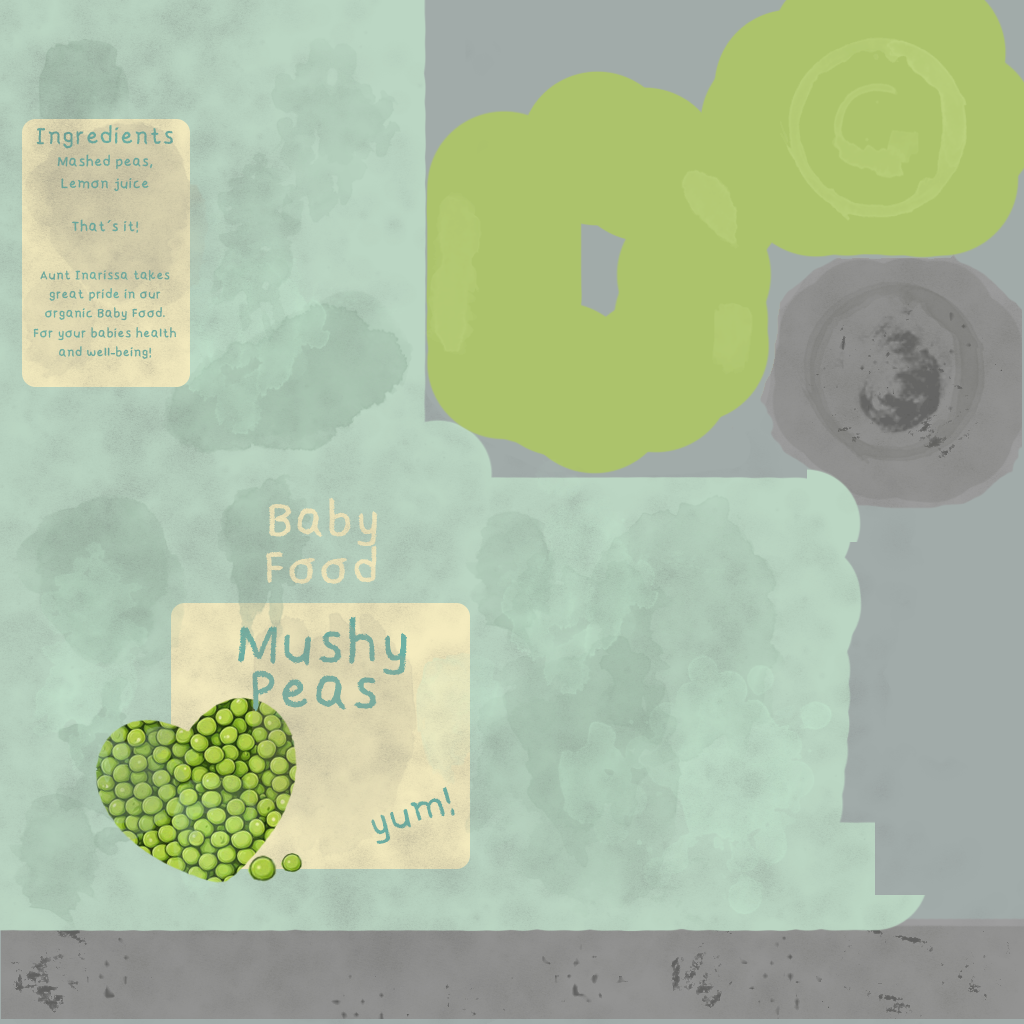 Ingredients
Mashed peas,
Lemon juice
That´s it!
Aunt Inarissa takes
great pride in our
organic Baby Food.
For your babies health
and well-being!
Baby
Food
Mushy
Peas
yum!